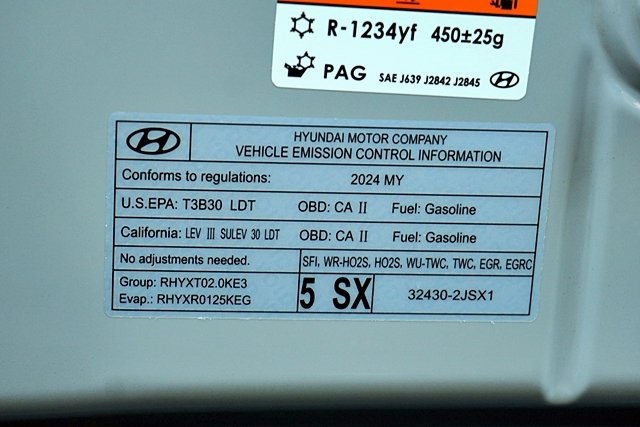 R-1234yf 450±25g
PAG SAE J639 J2842 J2845
HYUNDAI MOTOR COMPANY
VEHICLE EMISSION CONTROL INFORMATION
Conforms to regulations: 2024 MY
U.S.EPA: T3B30 LDT OBD: CA II Fuel: Gasoline
California: LEV III SULEV 30 LDT OBD: CA II Fuel: Gasoline
No adjustments needed. SFI, WR-HO2S, HO2S, WU-TWC, TWC, EGR, EGRC
Group: RHYXT02.0KE3
Evap.: RHYXR0125KEG
5 SX 32430-2JSX1